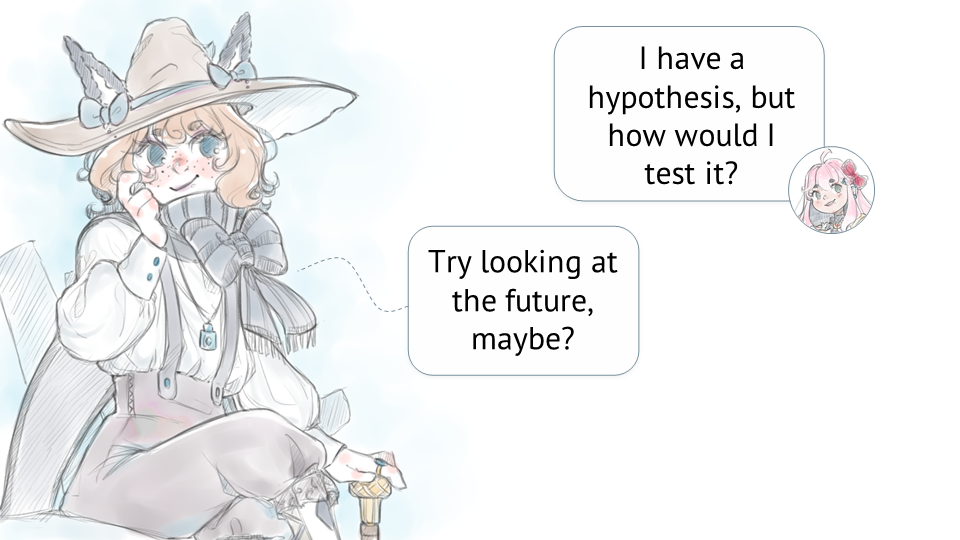 I have a
hypothesis, but
how would I
test it?
Try looking at
the future,
maybe?